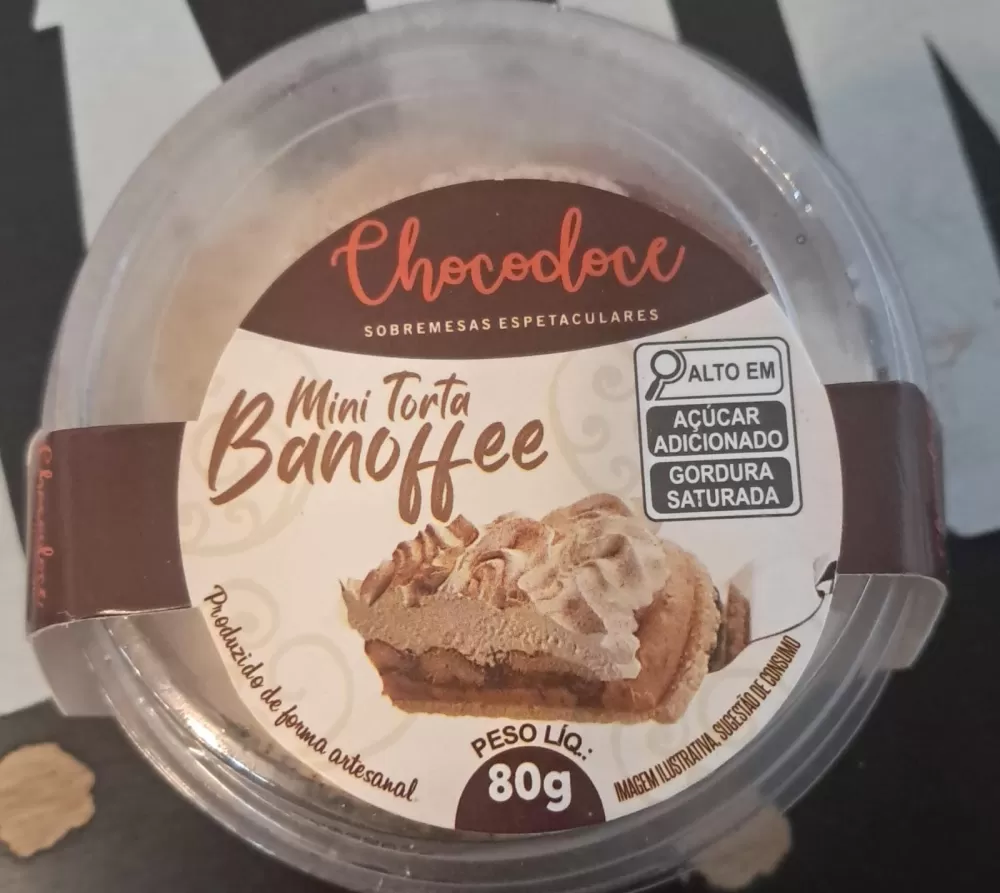 Chocodoce
SOBREMESAS ESPETACULARES
Mini Torta
Banoffee
ALTO EM
AÇÚCAR
ADICIONADO
GORDURA
SATURADA
Produzido de forma artesanal
PESO LÍQ.:
80g
IMAGEM ILUSTRATIVA, SUGESTÃO DE CONSUMO
Chocodoce